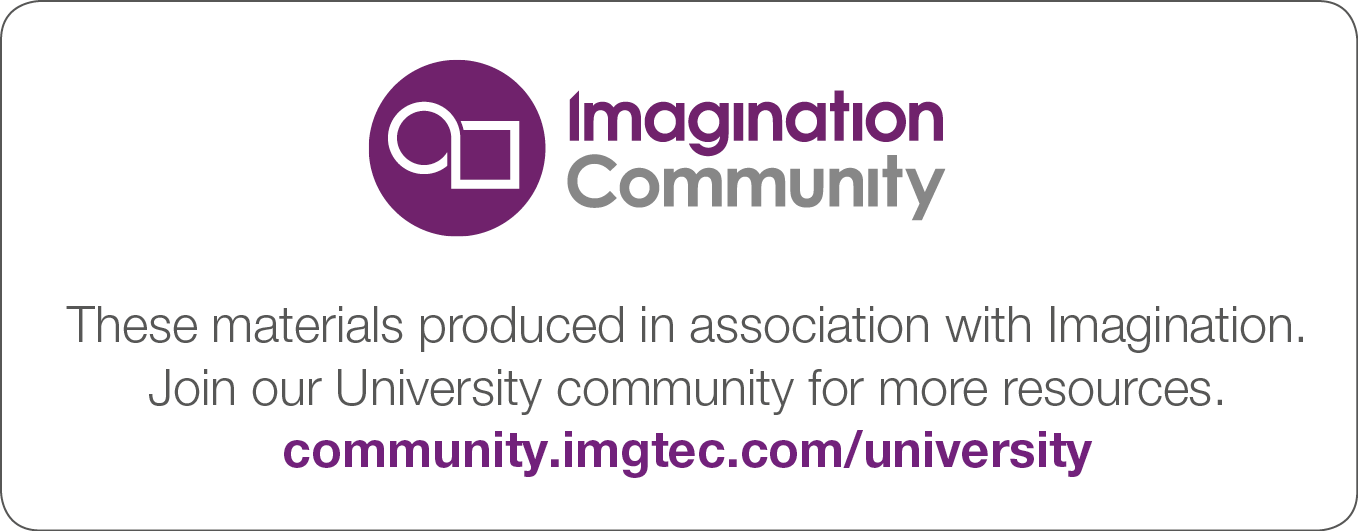 Imagination
Community
These materials produced in association with Imagination.
Join our University community for more resources.
community.imgtec.com/university